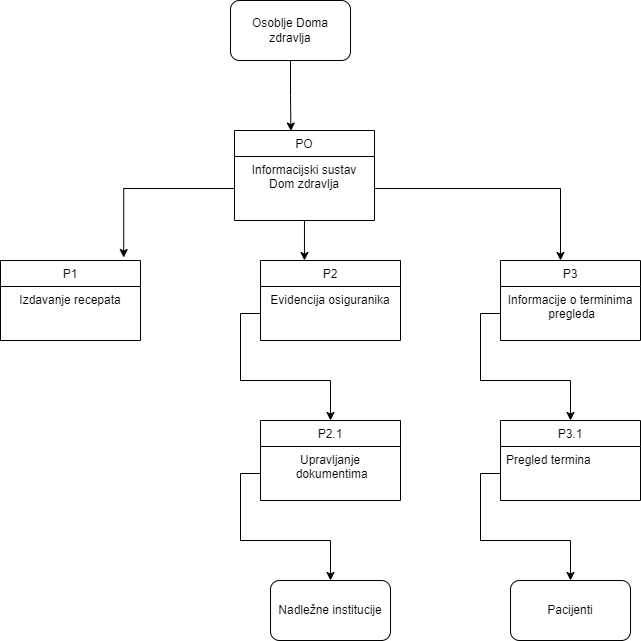 Osoblje Doma
zdravlja
PO
Informacijski sustav
Dom zdravlja
P1
Izdavanje recepata
P2
Evidencija osiguranika
P3
Informacije o terminima
pregleda
P2.1
Upravljanje
dokumentima
P3.1
Pregled termina
Nadležne institucije
Pacijenti